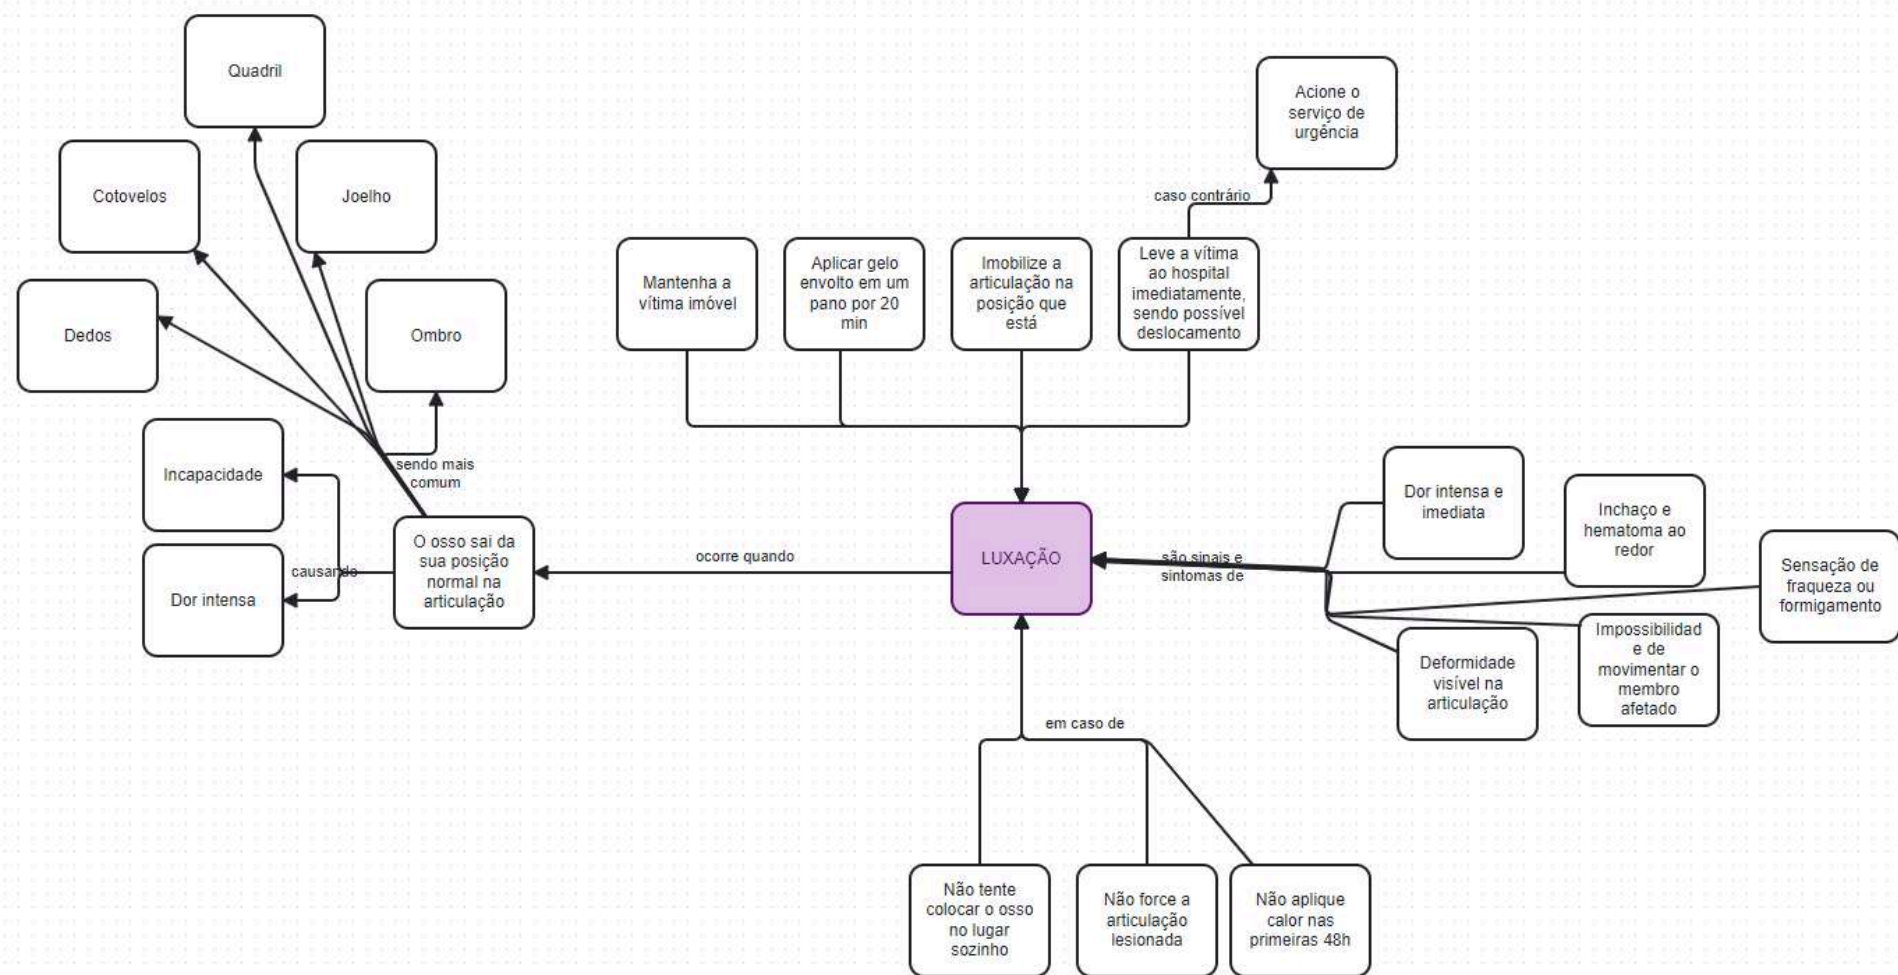 Quadril
Acione o
serviço de
urgência
Cotovelos
Joelho
caso contrário
Dedos
Ombro
Mantenha a
vítima imóvel
Aplicar gelo
envolto em um
pano por 20
min
Imobilize a
articulação na
posição que
está
Leve a vítima
ao hospital
imediatamente,
sendo possível
deslocamento
Incapacidade
sendo mais
comum
Dor intensa
causando
O osso sai da
sua posição
normal na
articulação
ocorre quando
LUXAÇÃO
são sinais e
sintomas de
Dor intensa e
imediata
Inchaço e
hematoma ao
redor
Sensação de
fraqueza ou
formigamento
Deformidade
visível na
articulação
Impossibilidad
e de
movimentar o
membro
afetado
em caso de
Não tente
colocar o osso
no lugar
sozinho
Não force a
articulação
lesionada
Não aplique
calor nas
primeiras 48h